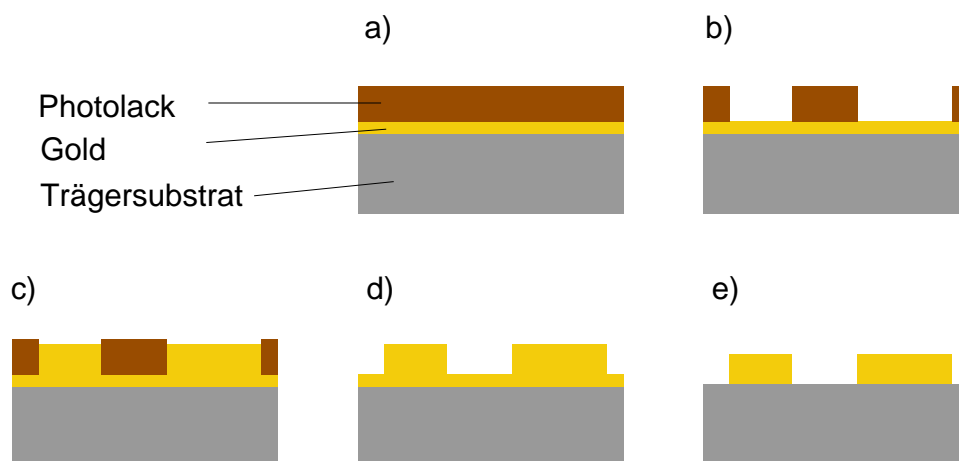 a)
b)
Photolack
Gold
Trägersubstrat
c)
d)
e)